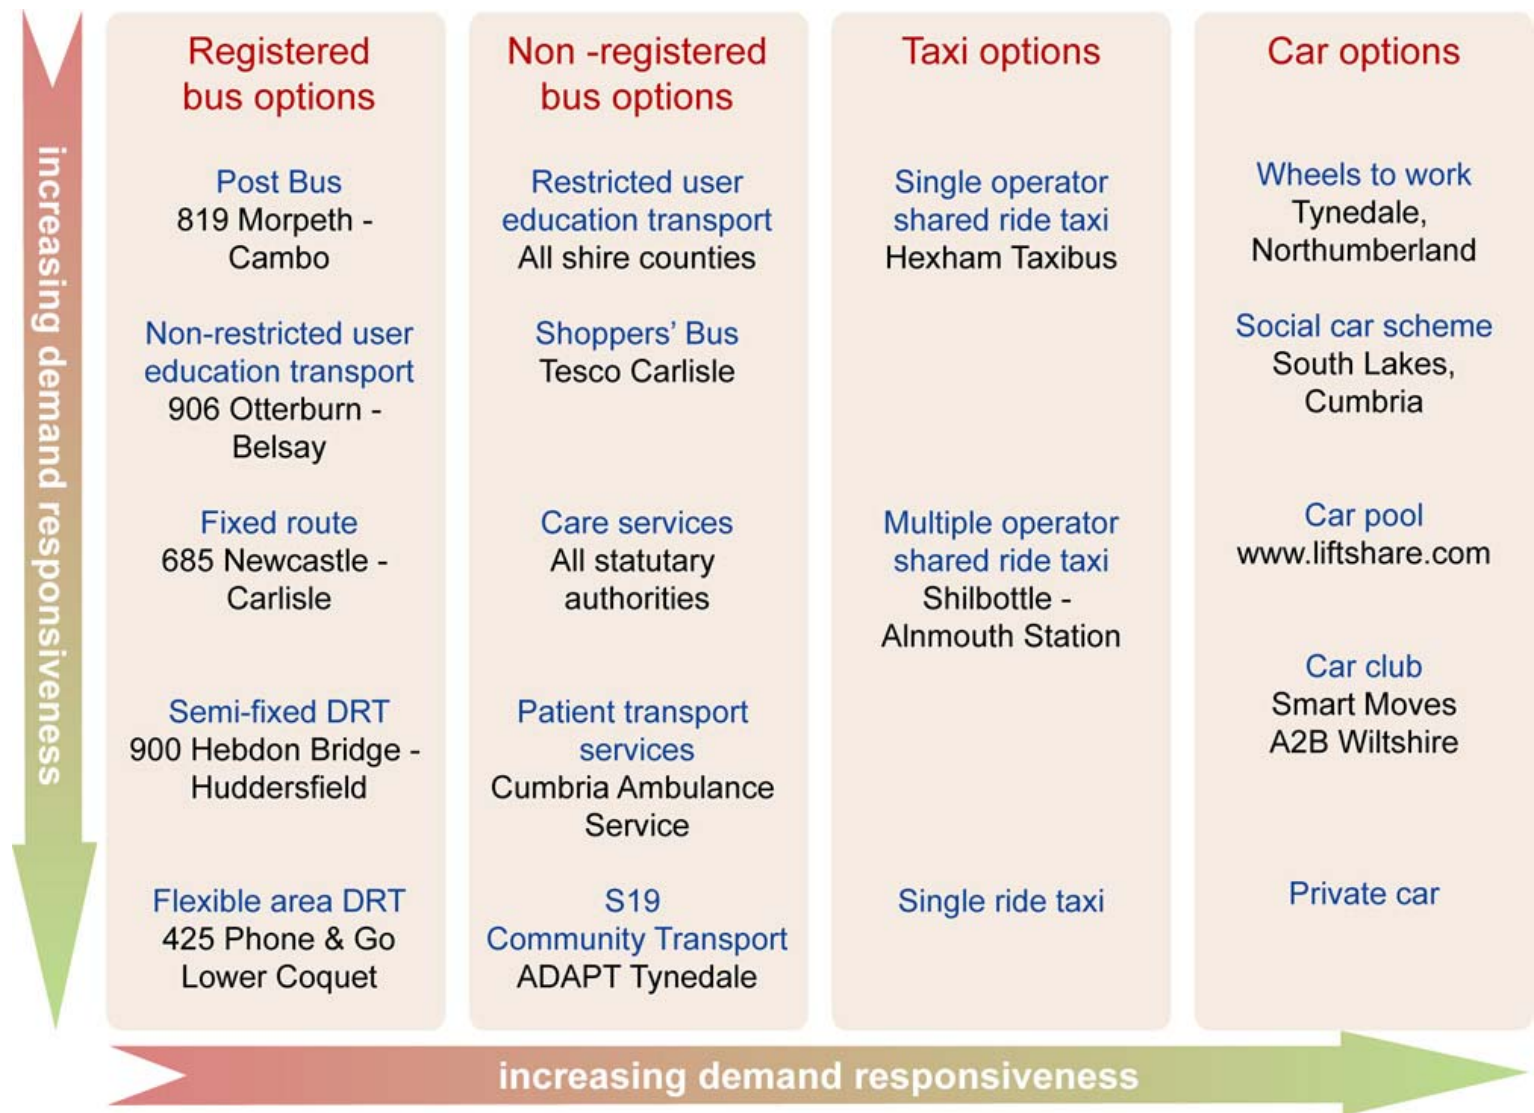 increasing demand responsiveness
Registered
bus options
Post Bus
819 Morpeth -
Cambo
Non-restricted user
education transport
906 Otterburn -
Belsay
Fixed route
685 Newcastle -
Carlisle
Semi-fixed DRT
900 Hebdon Bridge -
Huddersfield
Flexible area DRT
425 Phone & Go
Lower Coquet
Non -registered
bus options
Restricted user
education transport
All shire counties
Shoppers’ Bus
Tesco Carlisle
Care services
All statutary
authorities
Patient transport
services
Cumbria Ambulance
Service
S19
Community Transport
ADAPT Tynedale
Taxi options
Single operator
shared ride taxi
Hexham Taxibus
Multiple operator
shared ride taxi
Shilbottle -
Alnmouth Station
Single ride taxi
Car options
Wheels to work
Tynedale,
Northumberland
Social car scheme
South Lakes,
Cumbria
Car pool
www.liftshare.com
Car club
Smart Moves
A2B Wiltshire
Private car
increasing demand responsiveness